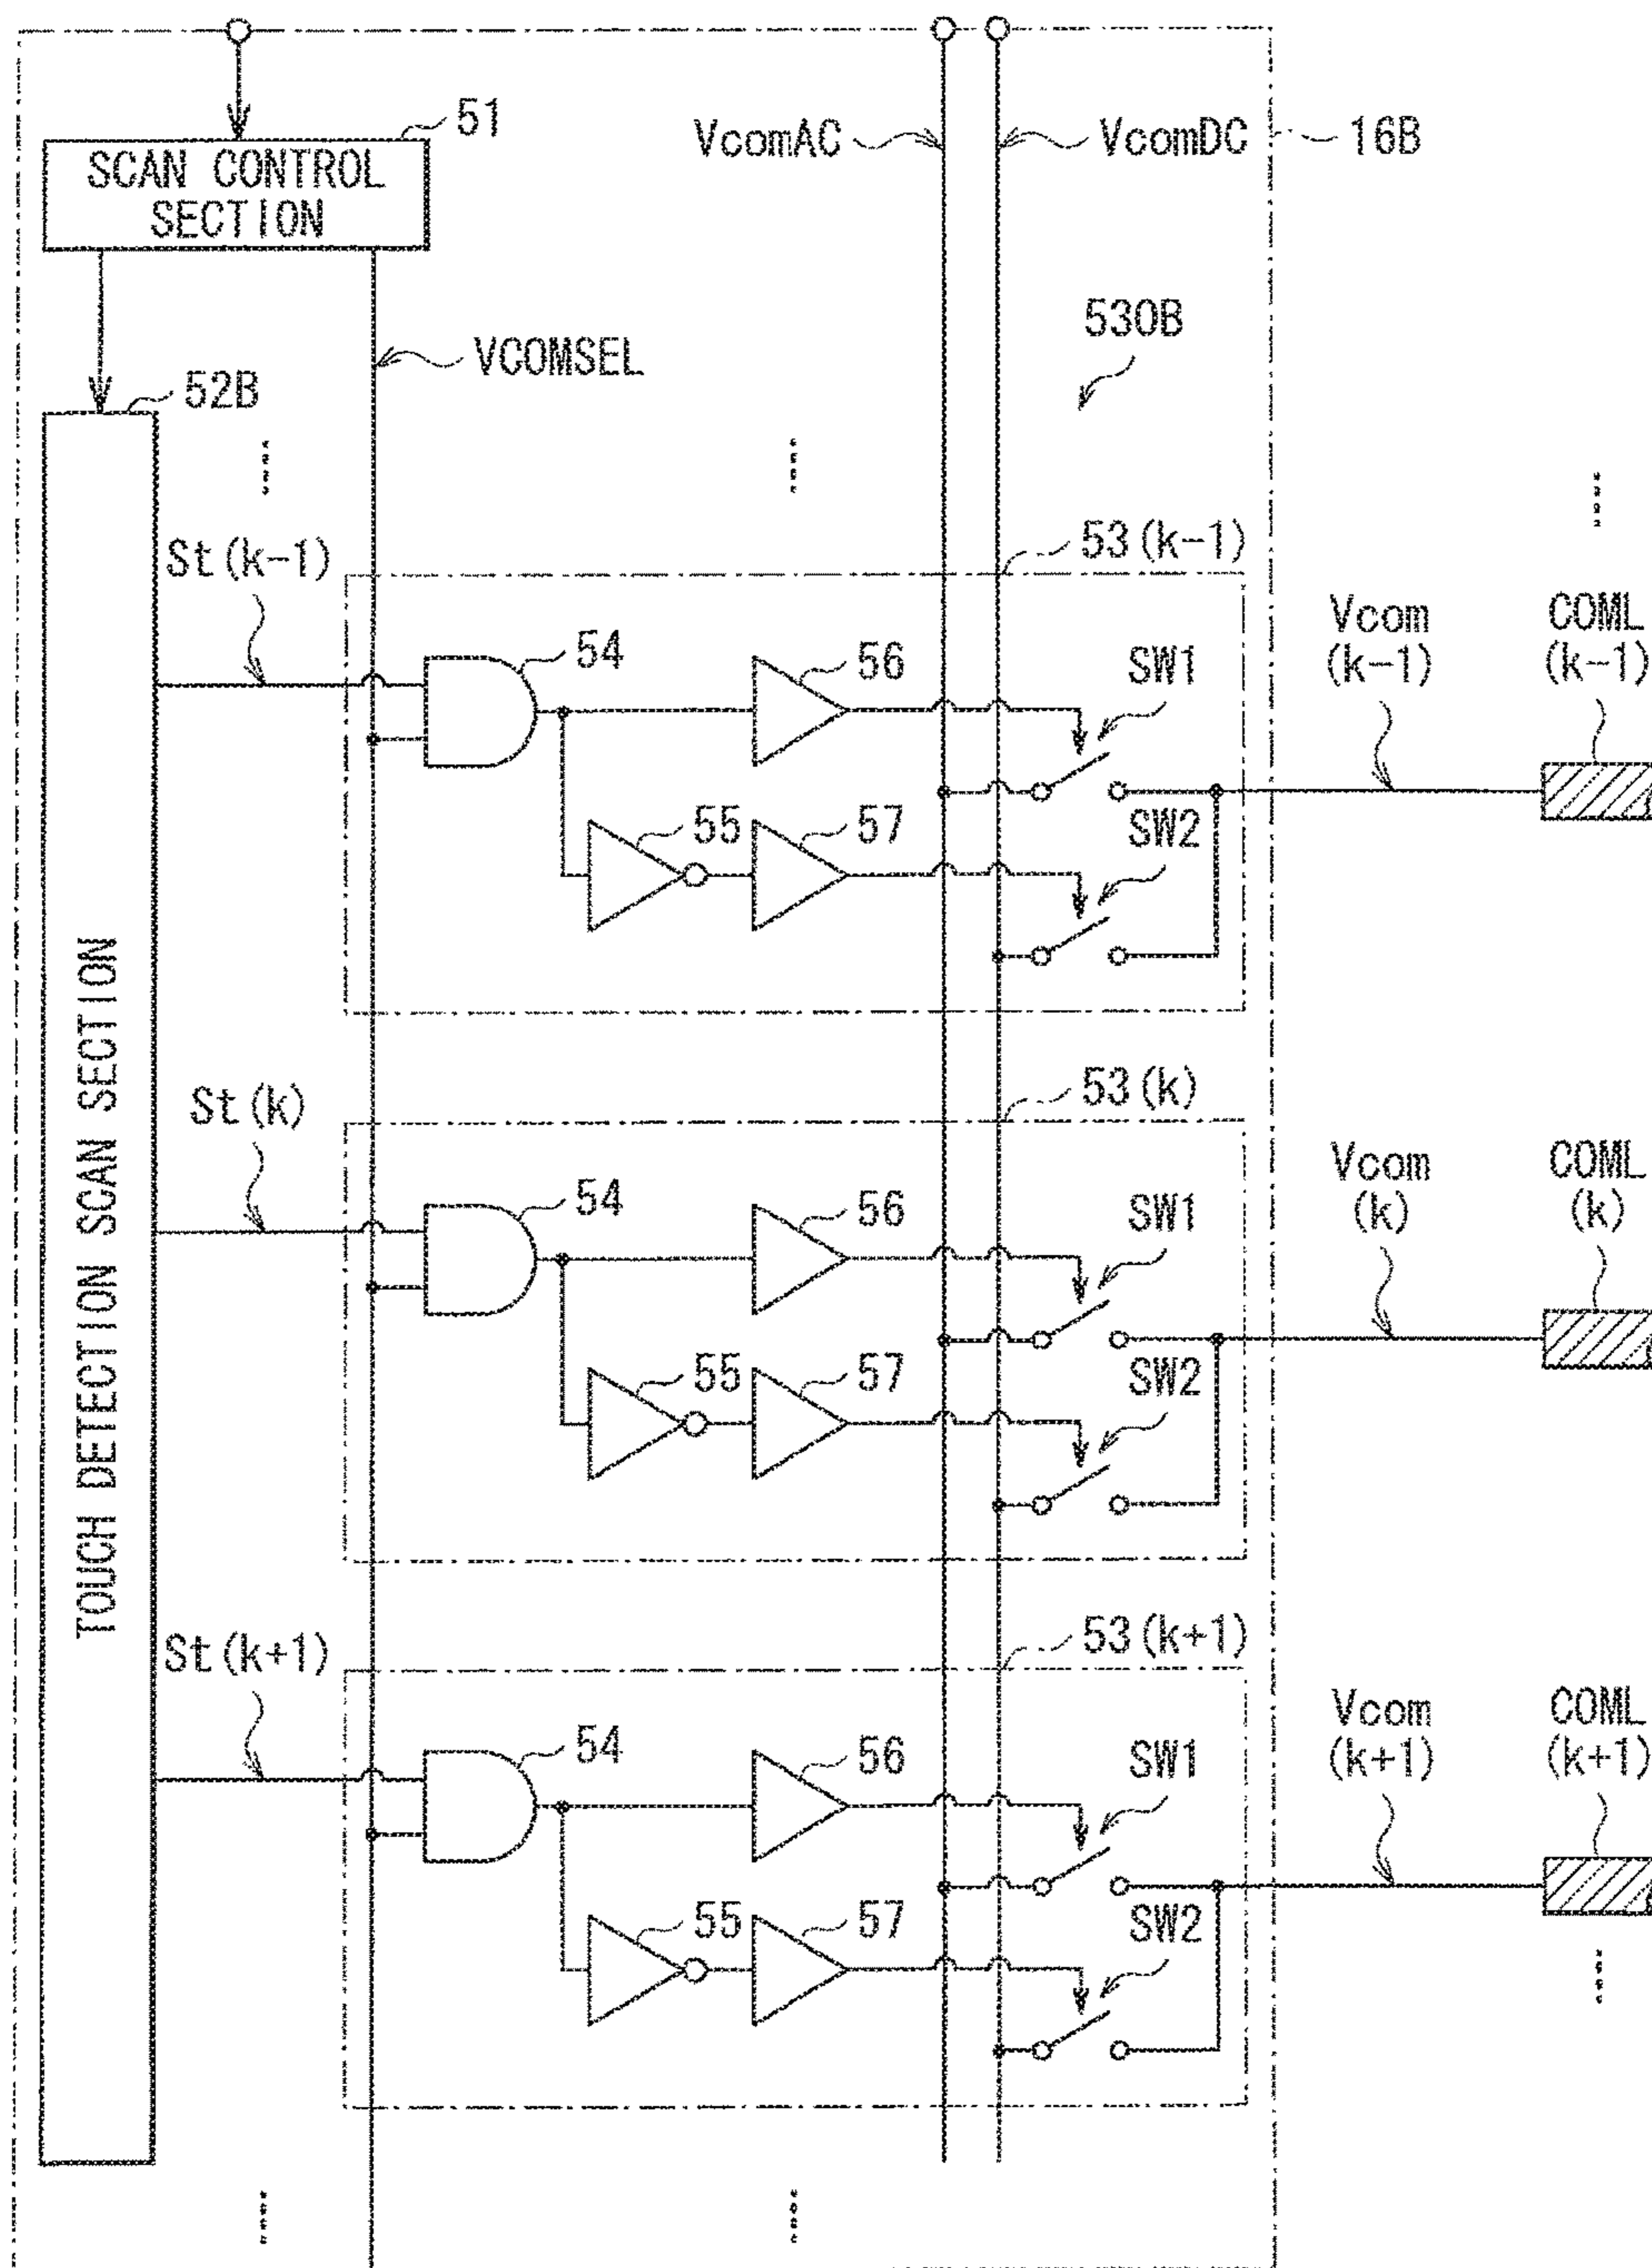 51
VcomAC
VcomDC
16B
SCAN CONTROL
SECTION
530B
VCOMSEL
52B
TOUCH DETECTION SCAN SECTION
St(k-1)
53(k-1)
54
56
SW1
Vcom
(k-1)
COML
(k-1)
55
57
SW2
St(k)
53(k)
54
56
SW1
Vcom
(k)
COML
(k)
55
57
SW2
St(k+1)
53(k+1)
54
56
SW1
Vcom
(k+1)
COML
(k+1)
55
57
SW2